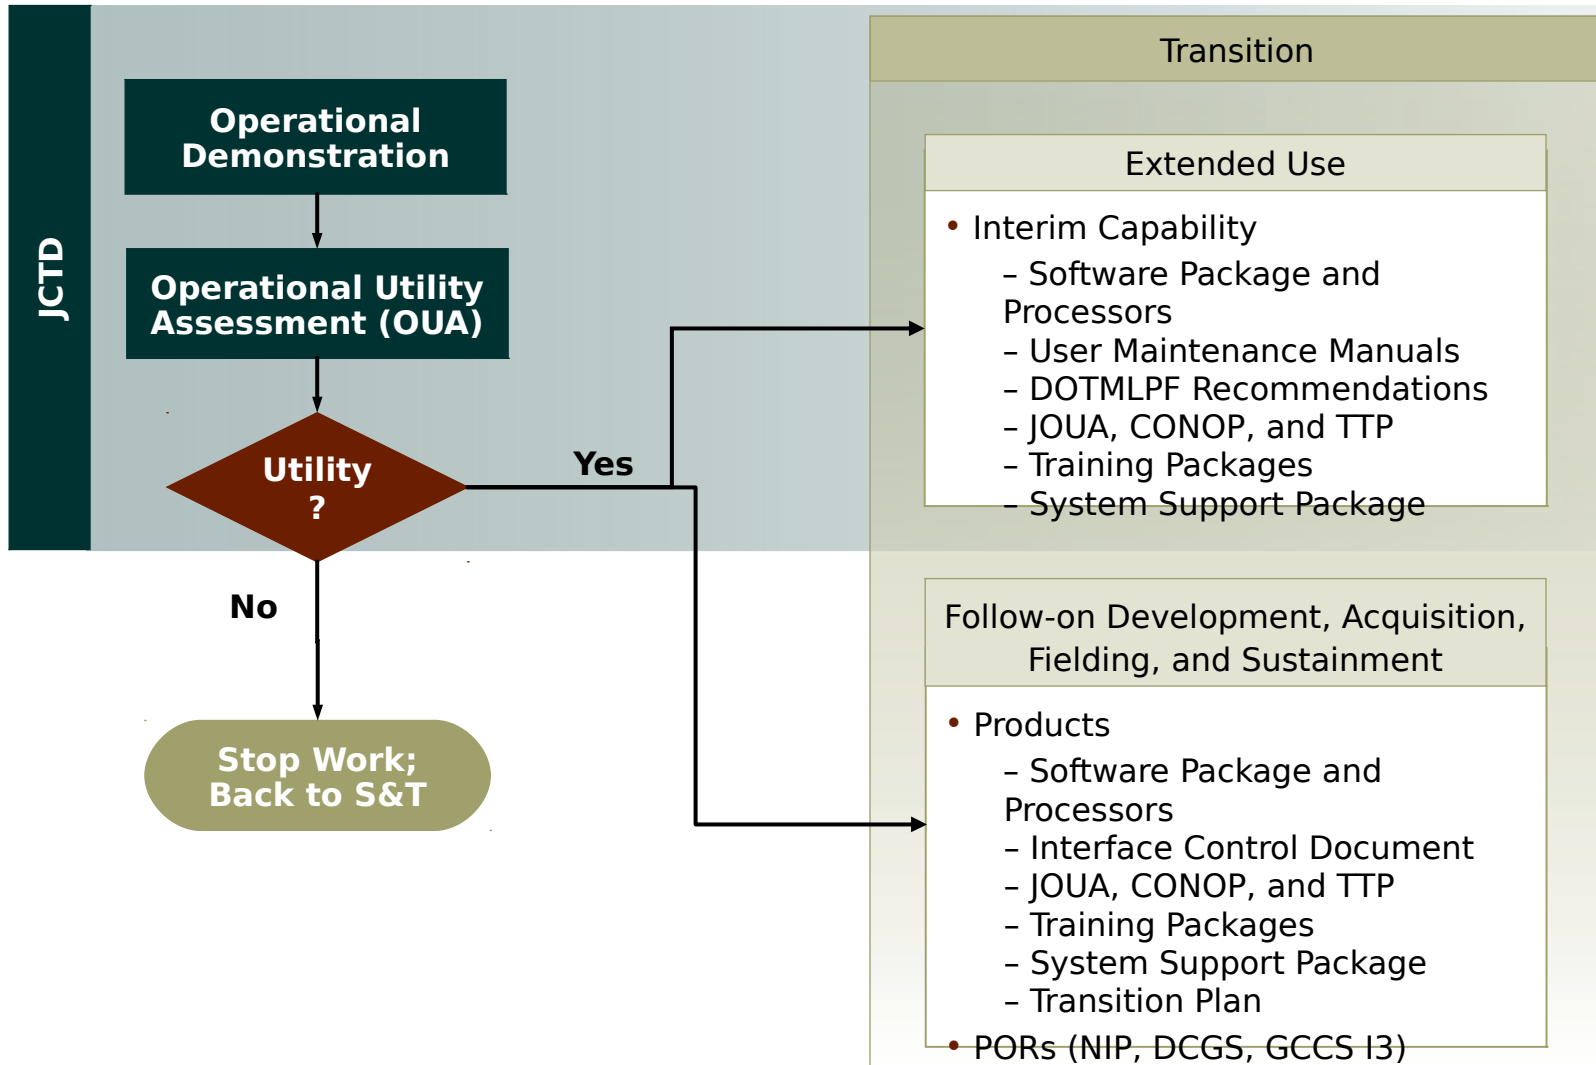 JCTD
Operational
Demonstration
Operational Utility
Assessment (OUA)
Utility
?
Yes
No
Stop Work;
Back to S&T
Transition
Extended Use
• Interim Capability
– Software Package and
Processors
– User Maintenance Manuals
– DOTMLPF Recommendations
– JOUA, CONOP, and TTP
– Training Packages
– System Support Package
Follow-on Development, Acquisition,
Fielding, and Sustainment
• Products
– Software Package and
Processors
– Interface Control Document
– JOUA, CONOP, and TTP
– Training Packages
– System Support Package
– Transition Plan
• PORs (NIP, DCGS, GCCS I3)